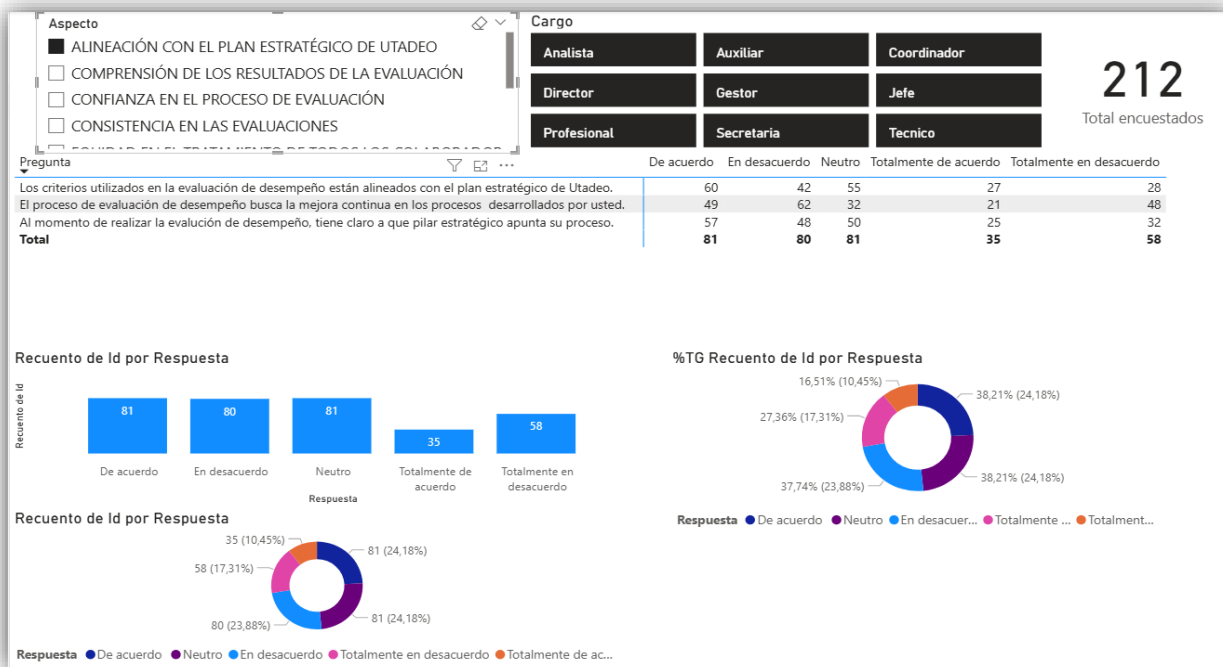 Aspecto
ALINEACIÓN CON EL PLAN ESTRATÉGICO DE UTADEO
COMPRENSIÓN DE LOS RESULTADOS DE LA EVALUACIÓN
CONFIANZA EN EL PROCESO DE EVALUACIÓN
CONSISTENCIA EN LAS EVALUACIONES
EQUIDAD EN EL TRATAMIENTO DE TODOS LOS COLABORADOR
Cargo
Analista Auxiliar Coordinador
Director Gestor Jefe
Profesional Secretaria Tecnico
212
Total encuestados
Pregunta De acuerdo En desacuerdo Neutro Totalmente de acuerdo Totalmente en desacuerdo
Los criterios utilizados en la evaluación de desempeño están alineados con el plan estratégico de Utadeo. 60 42 55 27 28
El proceso de evaluación de desempeño busca la mejora continua en los procesos desarrollados por usted. 49 62 32 21 48
Al momento de realizar la evalución de desempeño, tiene claro a que pilar estratégico apunta su proceso. 57 48 50 25 32
Total 81 80 81 35 58
Recuento de Id por Respuesta
Recuento de Id
81 80 81 35 58
De acuerdo En desacuerdo Neutro Totalmente de acuerdo Totalmente en desacuerdo
Respuesta
%TG Recuento de Id por Respuesta
16,51% (10,45%)
38,21% (24,18%)
27,36% (17,31%)
38,21% (24,18%)
37,74% (23,88%)
Respuesta De acuerdo Neutro En desacuer... Totalmente ... Totalment...
Recuento de Id por Respuesta
35 (10,45%)
81 (24,18%)
58 (17,31%)
81 (24,18%)
80 (23,88%)
Respuesta De acuerdo Neutro En desacuerdo Totalmente en desacuerdo Totalmente de ac...